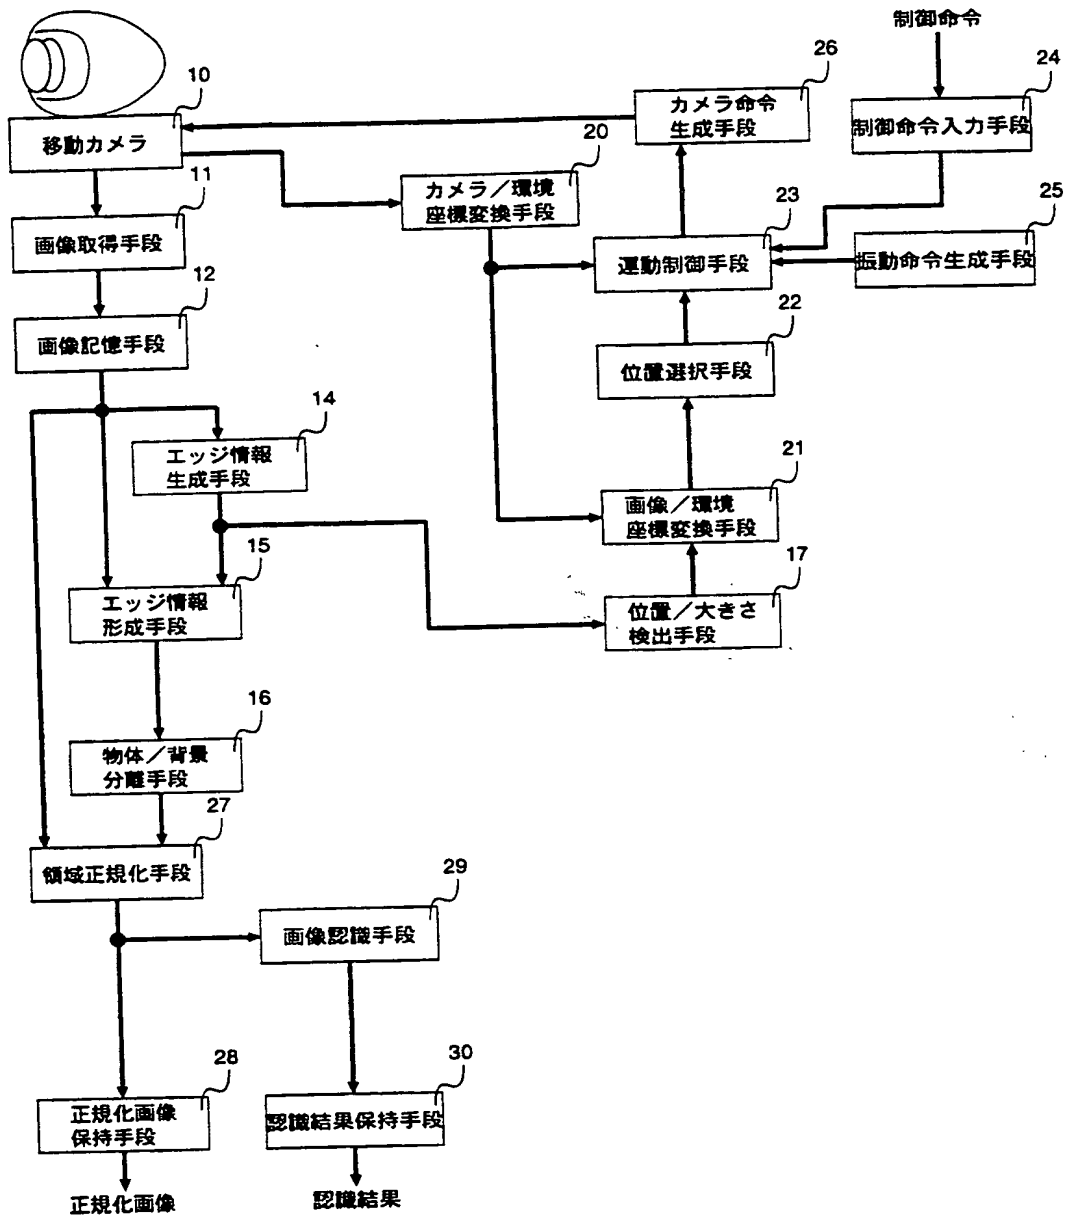 制御命令
26
24
10
カメラ命令
生成手段
制御命令入力手段
移動カメラ
20
11
カメラ／環境
座標変換手段
23
25
画像取得手段
運動制御手段
振動命令生成手段
12
22
画像記憶手段
位置選択手段
14
エッジ情報
生成手段
21
画像／環境
座標変換手段
15
17
エッジ情報
形成手段
位置／大きさ
検出手段
16
物体／背景
分離手段
27
領域正規化手段
29
画像認識手段
28
30
正規化画像
保持手段
認識結果保持手段
正規化画像
認識結果